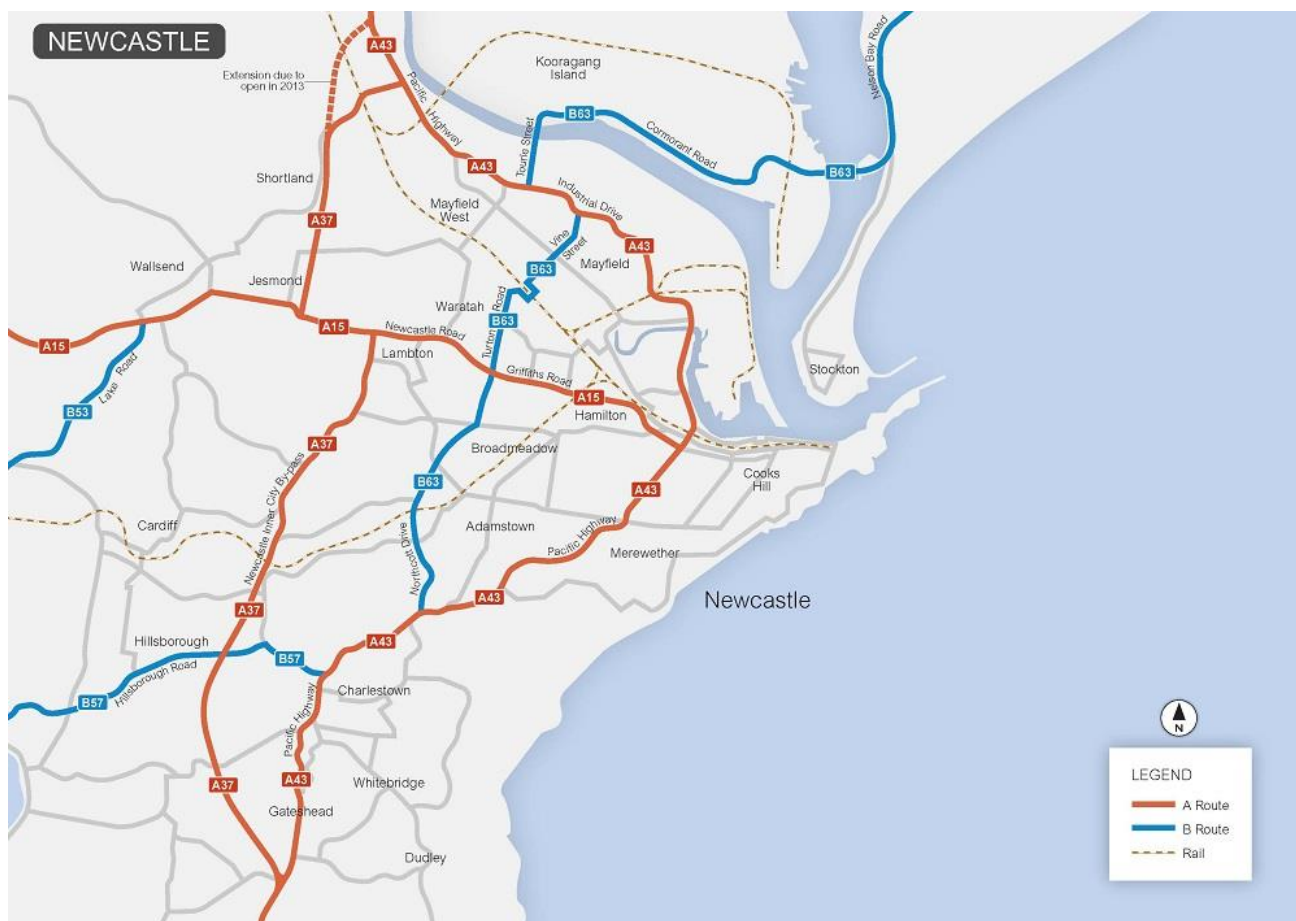 NEWCASTLE
A43
Extension due to
open in 2013
Pacific
Highway
Kooragang
Island
Nelson Bay Road
B63
Tourle Street
Cormorant Road
A43
B63
Shortland
Industrial Drive
A37
Mayfield
West
Vine
Street
A43
Wallsend
Mayfield
B63
Jesmond
Waratah
Turton Road
B63
A15
Newcastle Road
A15
Lambton
Lake Road
Griffiths Road
Stockton
A15
B53
Hamilton
A37
Broadmeadow
Cooks
Hill
B63
A43
Newcastle Inner City By-pass
Cardiff
Adamstown
Pacific Highway
Merewether
Northcott Drive
A43
Newcastle
A37
Hillsborough
A43
B57
Hillsborough Road
B57
Charlestown
Pacific Highway
A37
A43
Whitebridge
Gateshead
Dudley
N
LEGEND
A Route
B Route
Rail